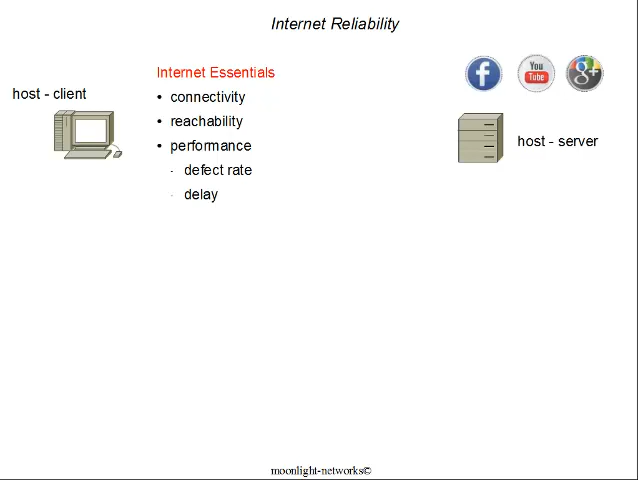 Internet Reliability
host - client
Internet Essentials
• connectivity
• reachability
• performance
- defect rate
- delay
f
You
Tube
g+
host - server
moonlight-networks©